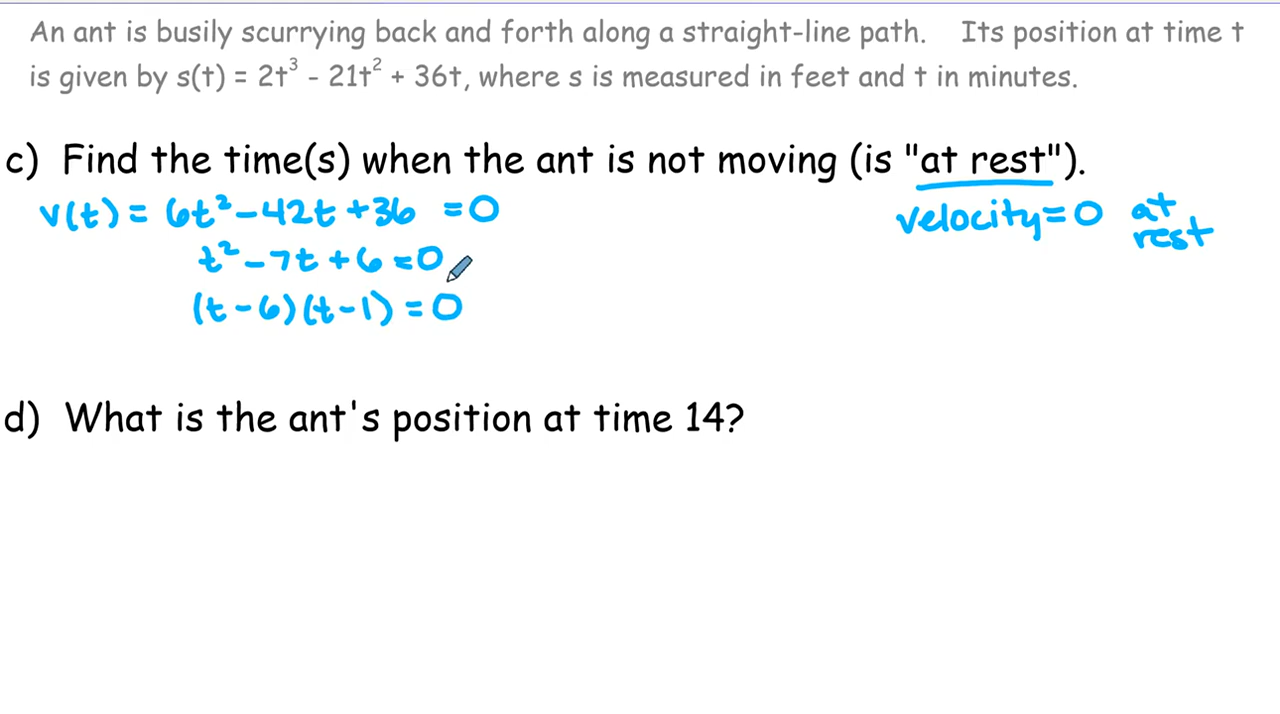 An ant is busily scurrying back and forth along a straight-line path. Its position at time t
is given by s(t) = 2t³ - 21t² + 36t, where s is measured in feet and t in minutes.
c) Find the time(s) when the ant is not moving (is "at rest").
v(t) = 6t² - 42t + 36 = 0
velocity = 0 at rest
t² - 7t + 6 = 0
(t - 6)(t - 1) = 0
d) What is the ant's position at time 14?